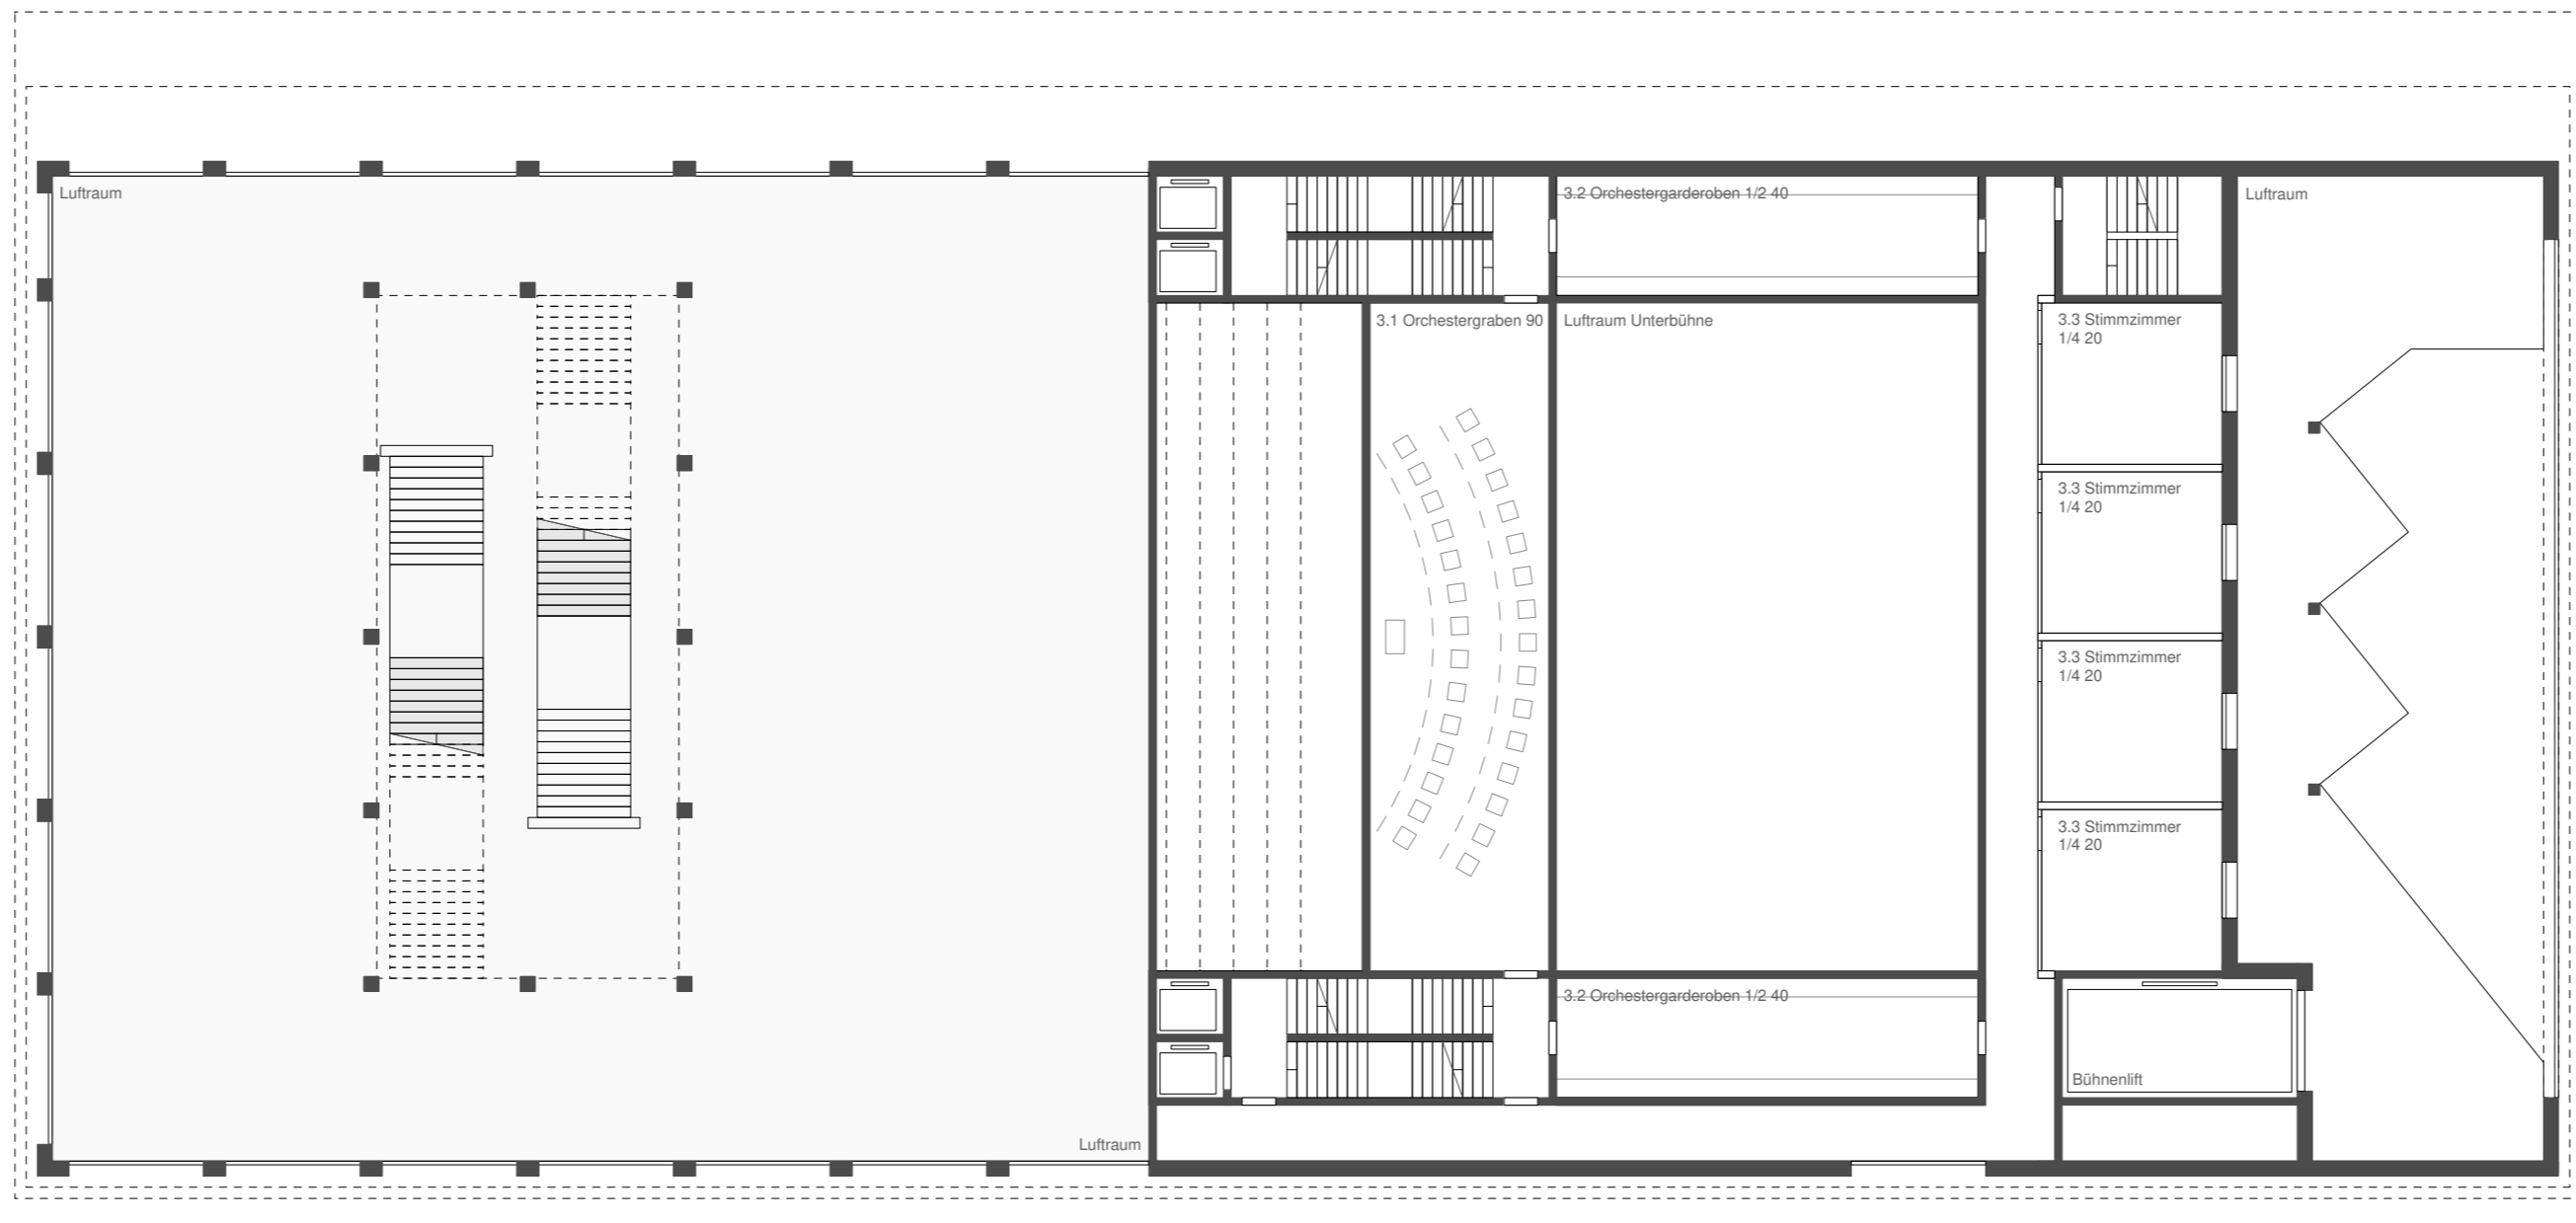 Luftraum
3.2 Orchestergarderoben 1/2 40
Luftraum
3.1 Orchestergraben 90
Luftraum Unterbühne
3.3 Stimmzimmer
1/4 20
3.3 Stimmzimmer
1/4 20
3.3 Stimmzimmer
1/4 20
3.3 Stimmzimmer
1/4 20
3.2 Orchestergarderoben 1/2 40
Bühnenlift
Luftraum